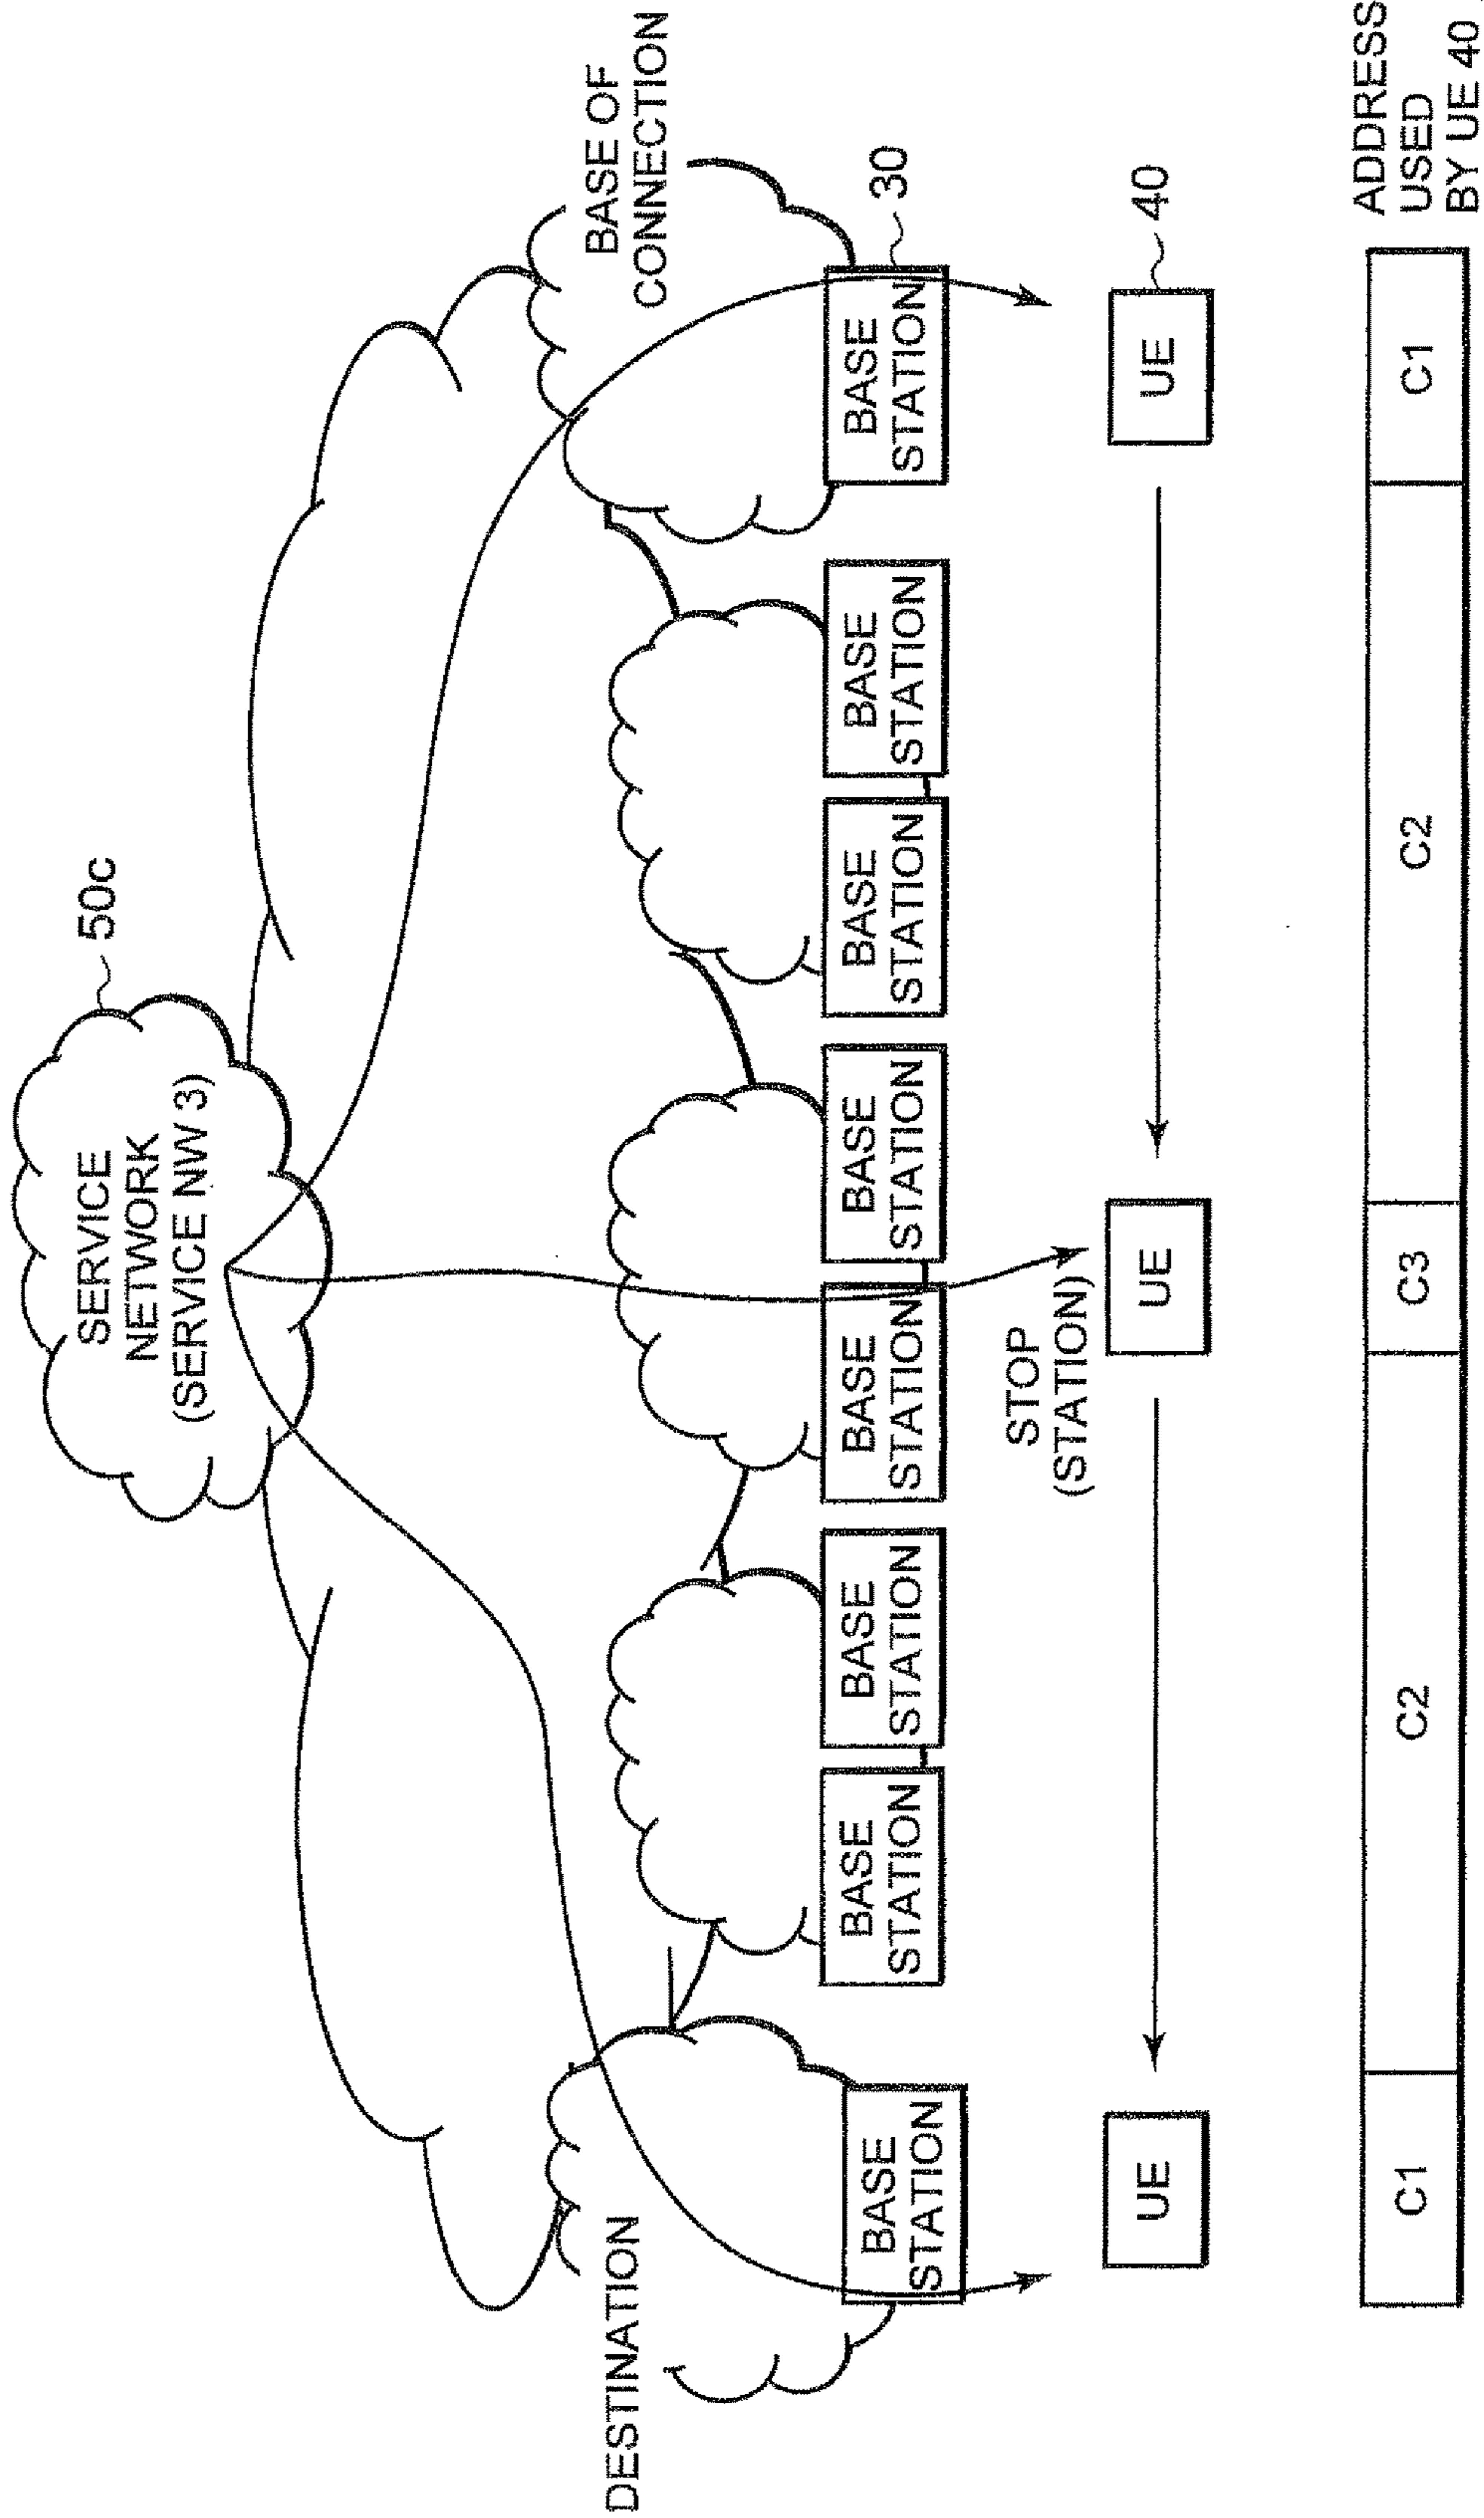 50c
SERVICE
NETWORK
(SERVICE NW 3)
DESTINATION
BASE OF
CONNECTION
30
BASE
STATION
BASE
STATION
BASE
STATION
BASE
STATION
BASE
STATION
BASE
STATION
BASE
STATION
BASE
STATION
STOP
(STATION)
40
UE
UE
UE
C1
C2
C3
C2
C1
ADDRESS
USED
BY UE 40